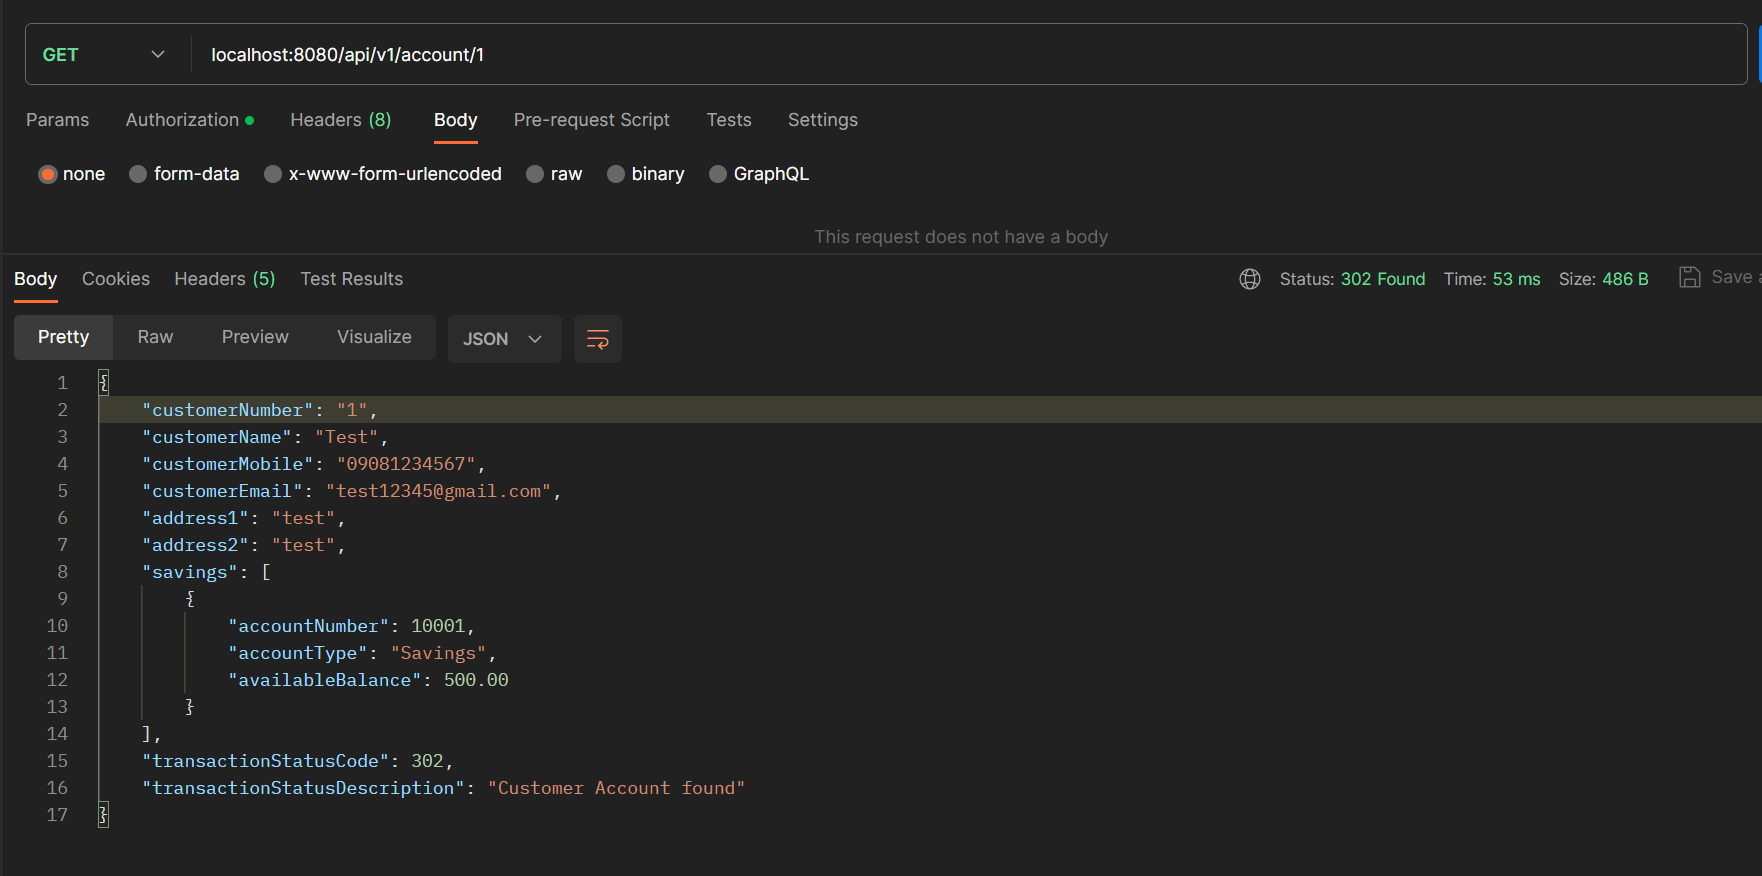 GET localhost:8080/api/v1/account/1
Params Authorization Headers (8) Body Pre-request Script Tests Settings
none form-data x-www-form-urlencoded raw binary GraphQL
This request does not have a body
Body Cookies Headers (5) Test Results Status: 302 Found Time: 53 ms Size: 486 B Save a
Pretty Raw Preview Visualize JSON
1 {
2 "customerNumber": "1",
3 "customerName": "Test",
4 "customerMobile": "09081234567",
5 "customerEmail": "test12345@gmail.com",
6 "address1": "test",
7 "address2": "test",
8 "savings": [
9 {
10 "accountNumber": 10001,
11 "accountType": "Savings",
12 "availableBalance": 500.00
13 }
14 ],
15 "transactionStatusCode": 302,
16 "transactionStatusDescription": "Customer Account found"
17 }